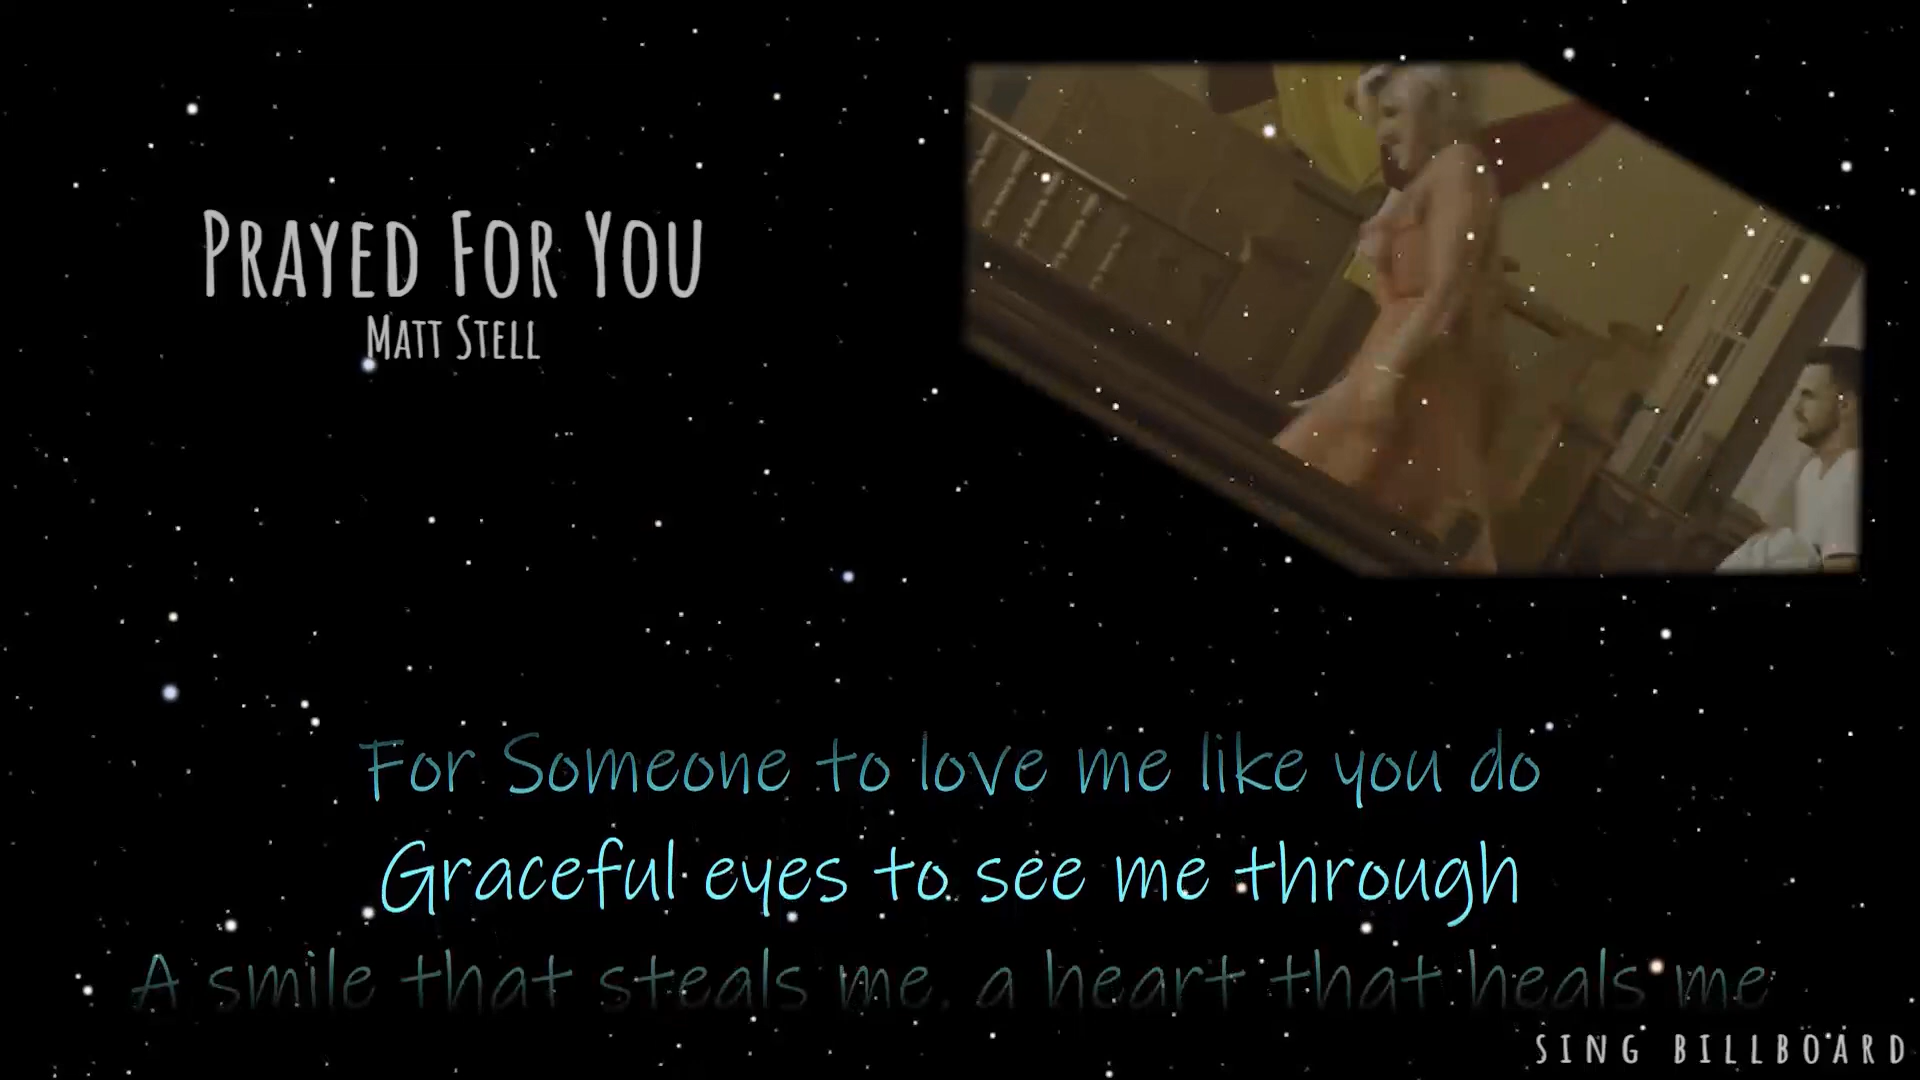 PRAYED FOR YOU
MATT STELL
For Someone to love me like you do
Graceful eyes to see me through
A smile that steals me, a heart that heals me
SING BILLBOARD